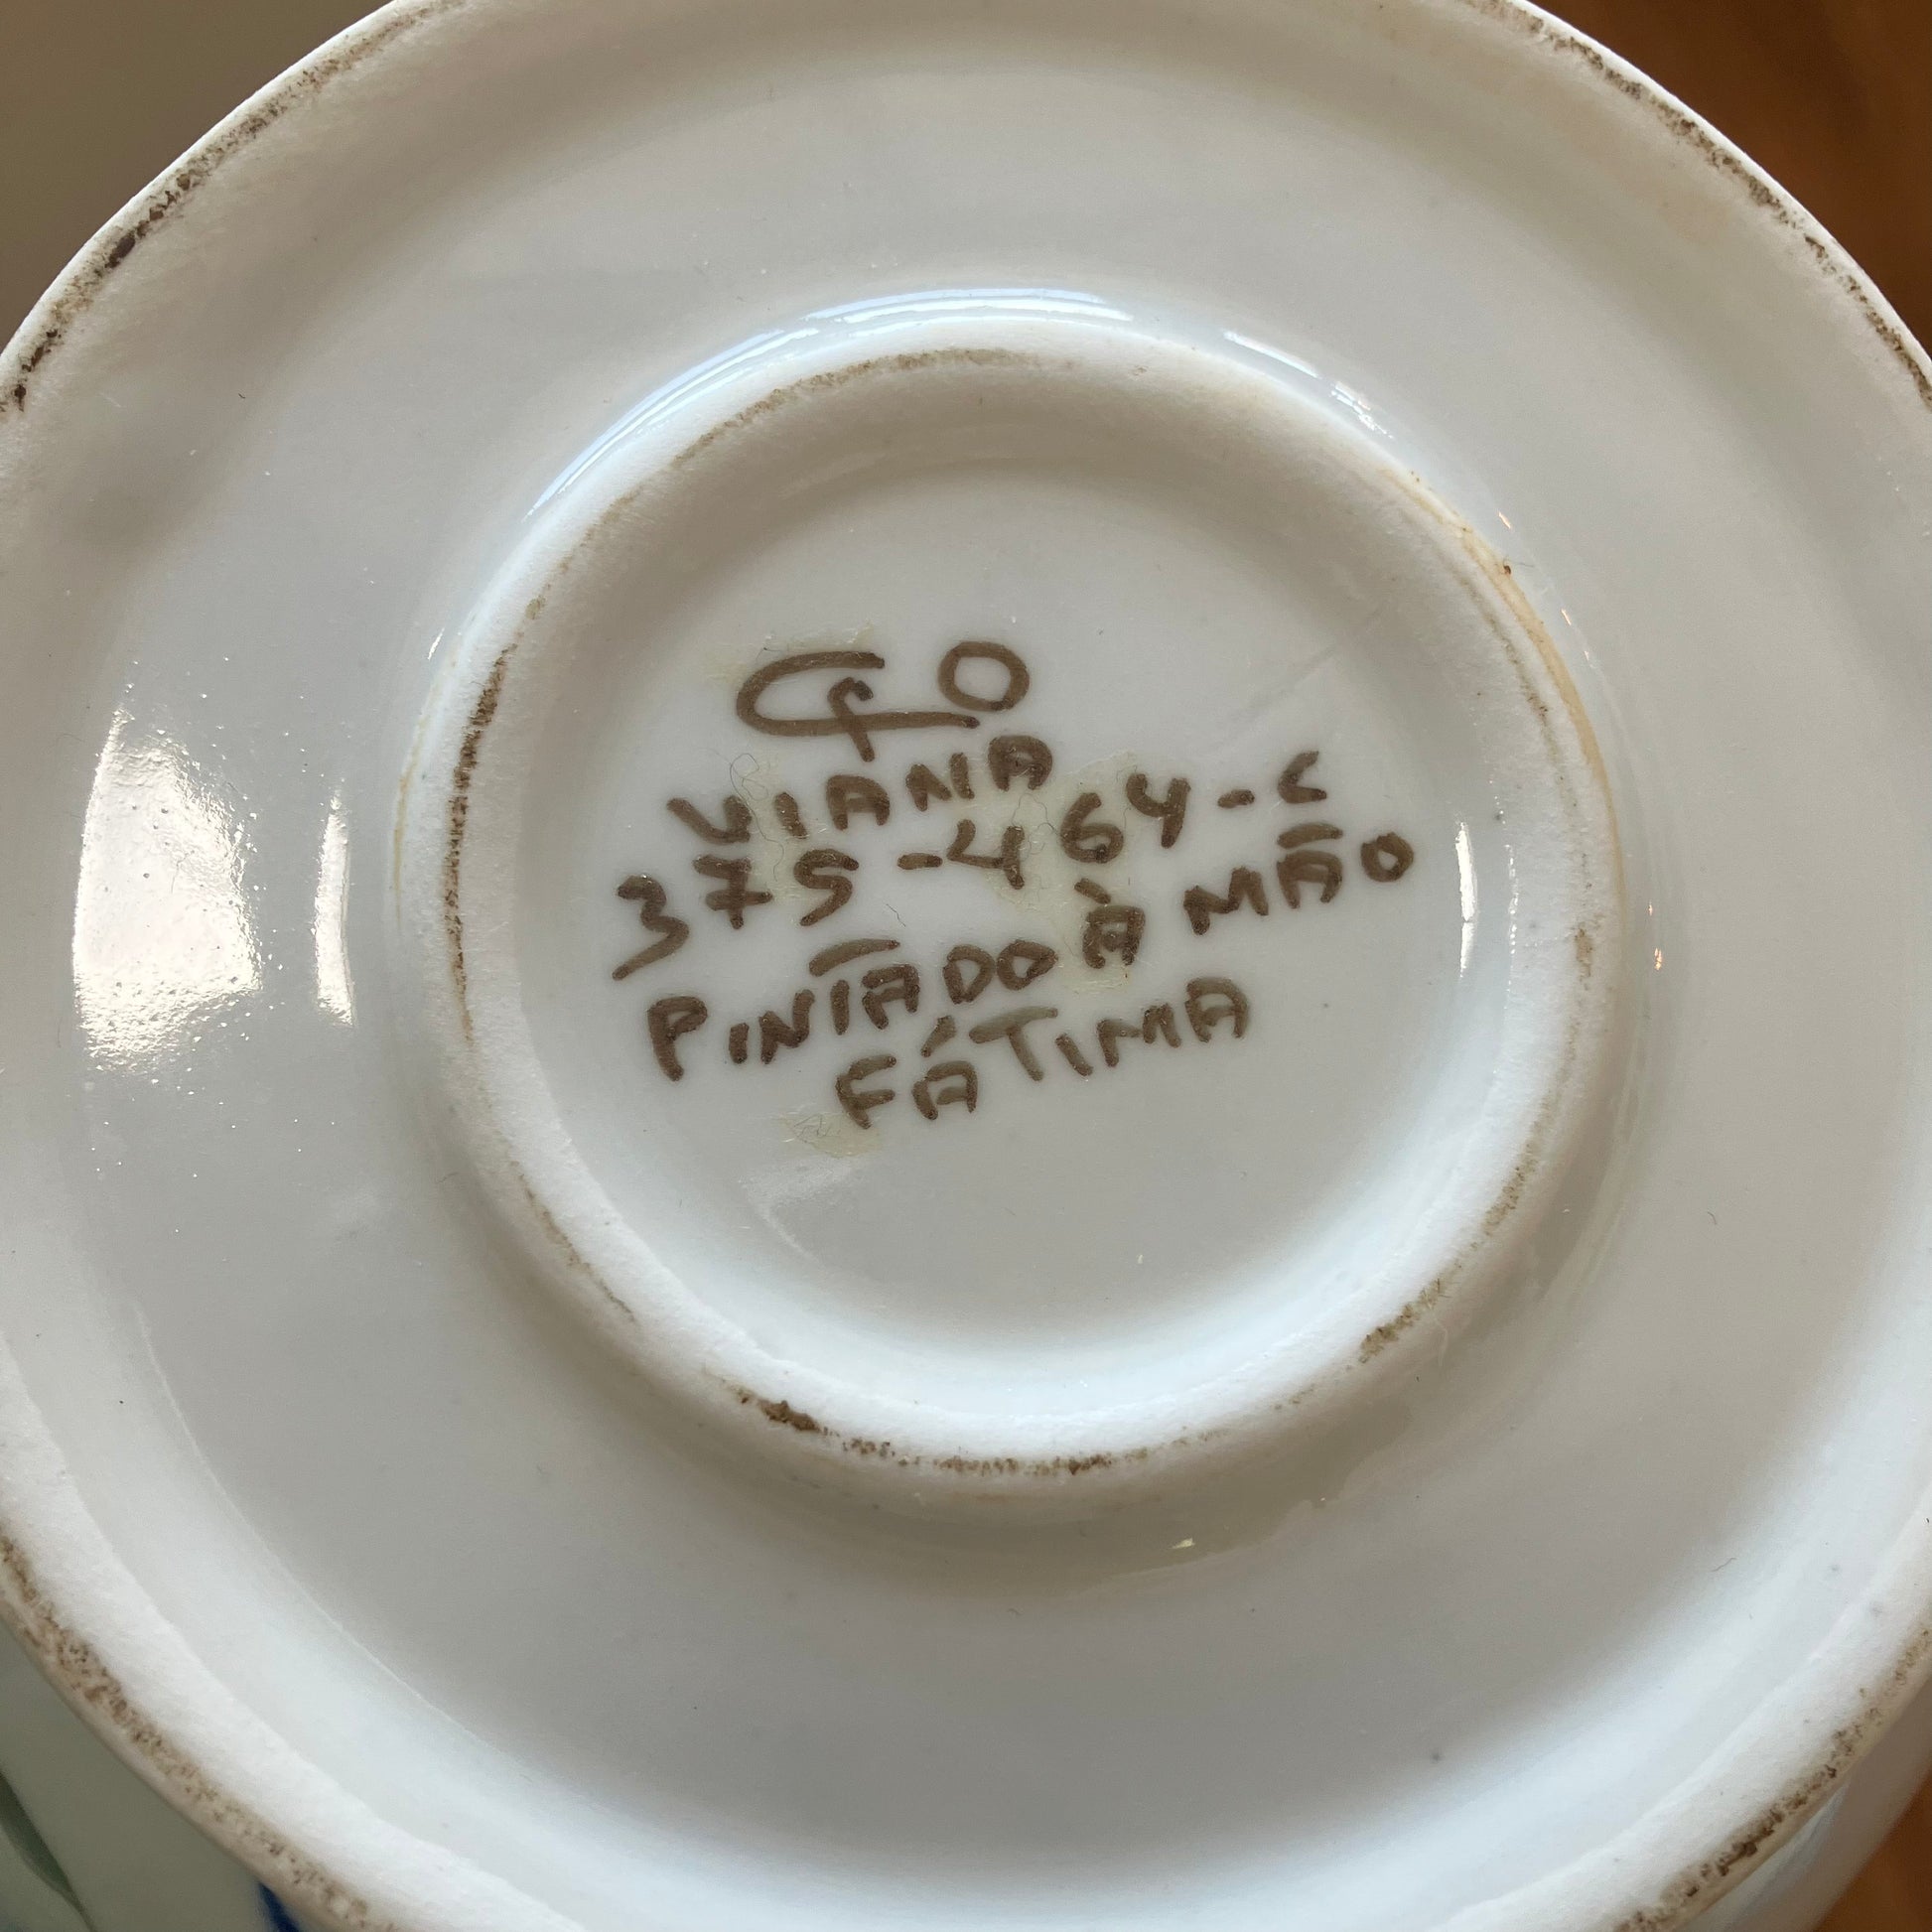 VIANA
375-464-C
PINTADO À MÃO
FÁTIMA